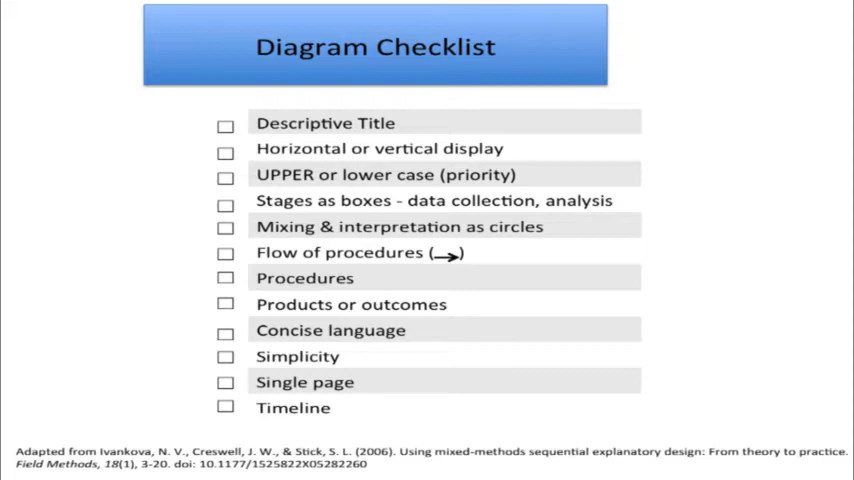 Diagram Checklist
Descriptive Title
Horizontal or vertical display
UPPER or lower case (priority)
Stages as boxes - data collection, analysis
Mixing & interpretation as circles
Flow of procedures (→)
Procedures
Products or outcomes
Concise language
Simplicity
Single page
Timeline
Adapted from Ivankova, N. V., Creswell, J. W., & Stick, S. L. (2006). Using mixed-methods sequential explanatory design: From theory to practice.
Field Methods, 18(1), 3-20. doi: 10.1177/1525822X05282260